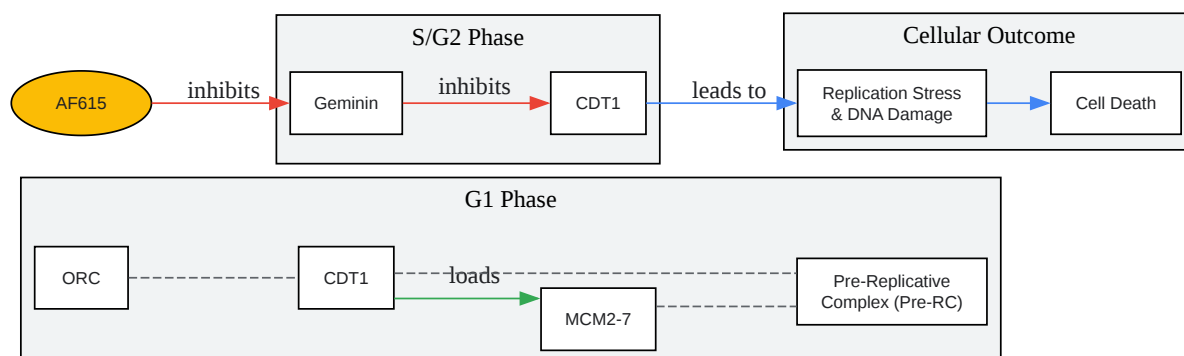 S/G2 Phase
Cellular Outcome
AF615
inhibits
Geminin
inhibits
CDT1
leads to
Replication Stress
& DNA Damage
Cell Death
G1 Phase
ORC
CDT1
loads
MCM2-7
Pre-Replicative
Complex (Pre-RC)